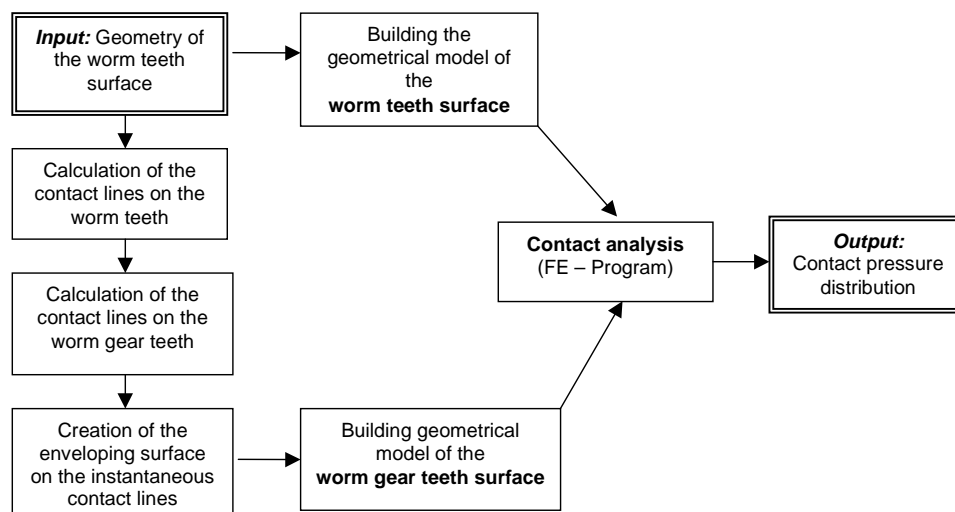 Input: Geometry of
the worm teeth
surface
Building the
geometrical model of
the
worm teeth surface
Calculation of the
contact lines on the
worm teeth
Contact analysis
(FE – Program)
Output:
Contact pressure
distribution
Calculation of the
contact lines on the
worm gear teeth
Creation of the
enveloping surface
on the instantaneous
contact lines
Building geometrical
model of the
worm gear teeth surface